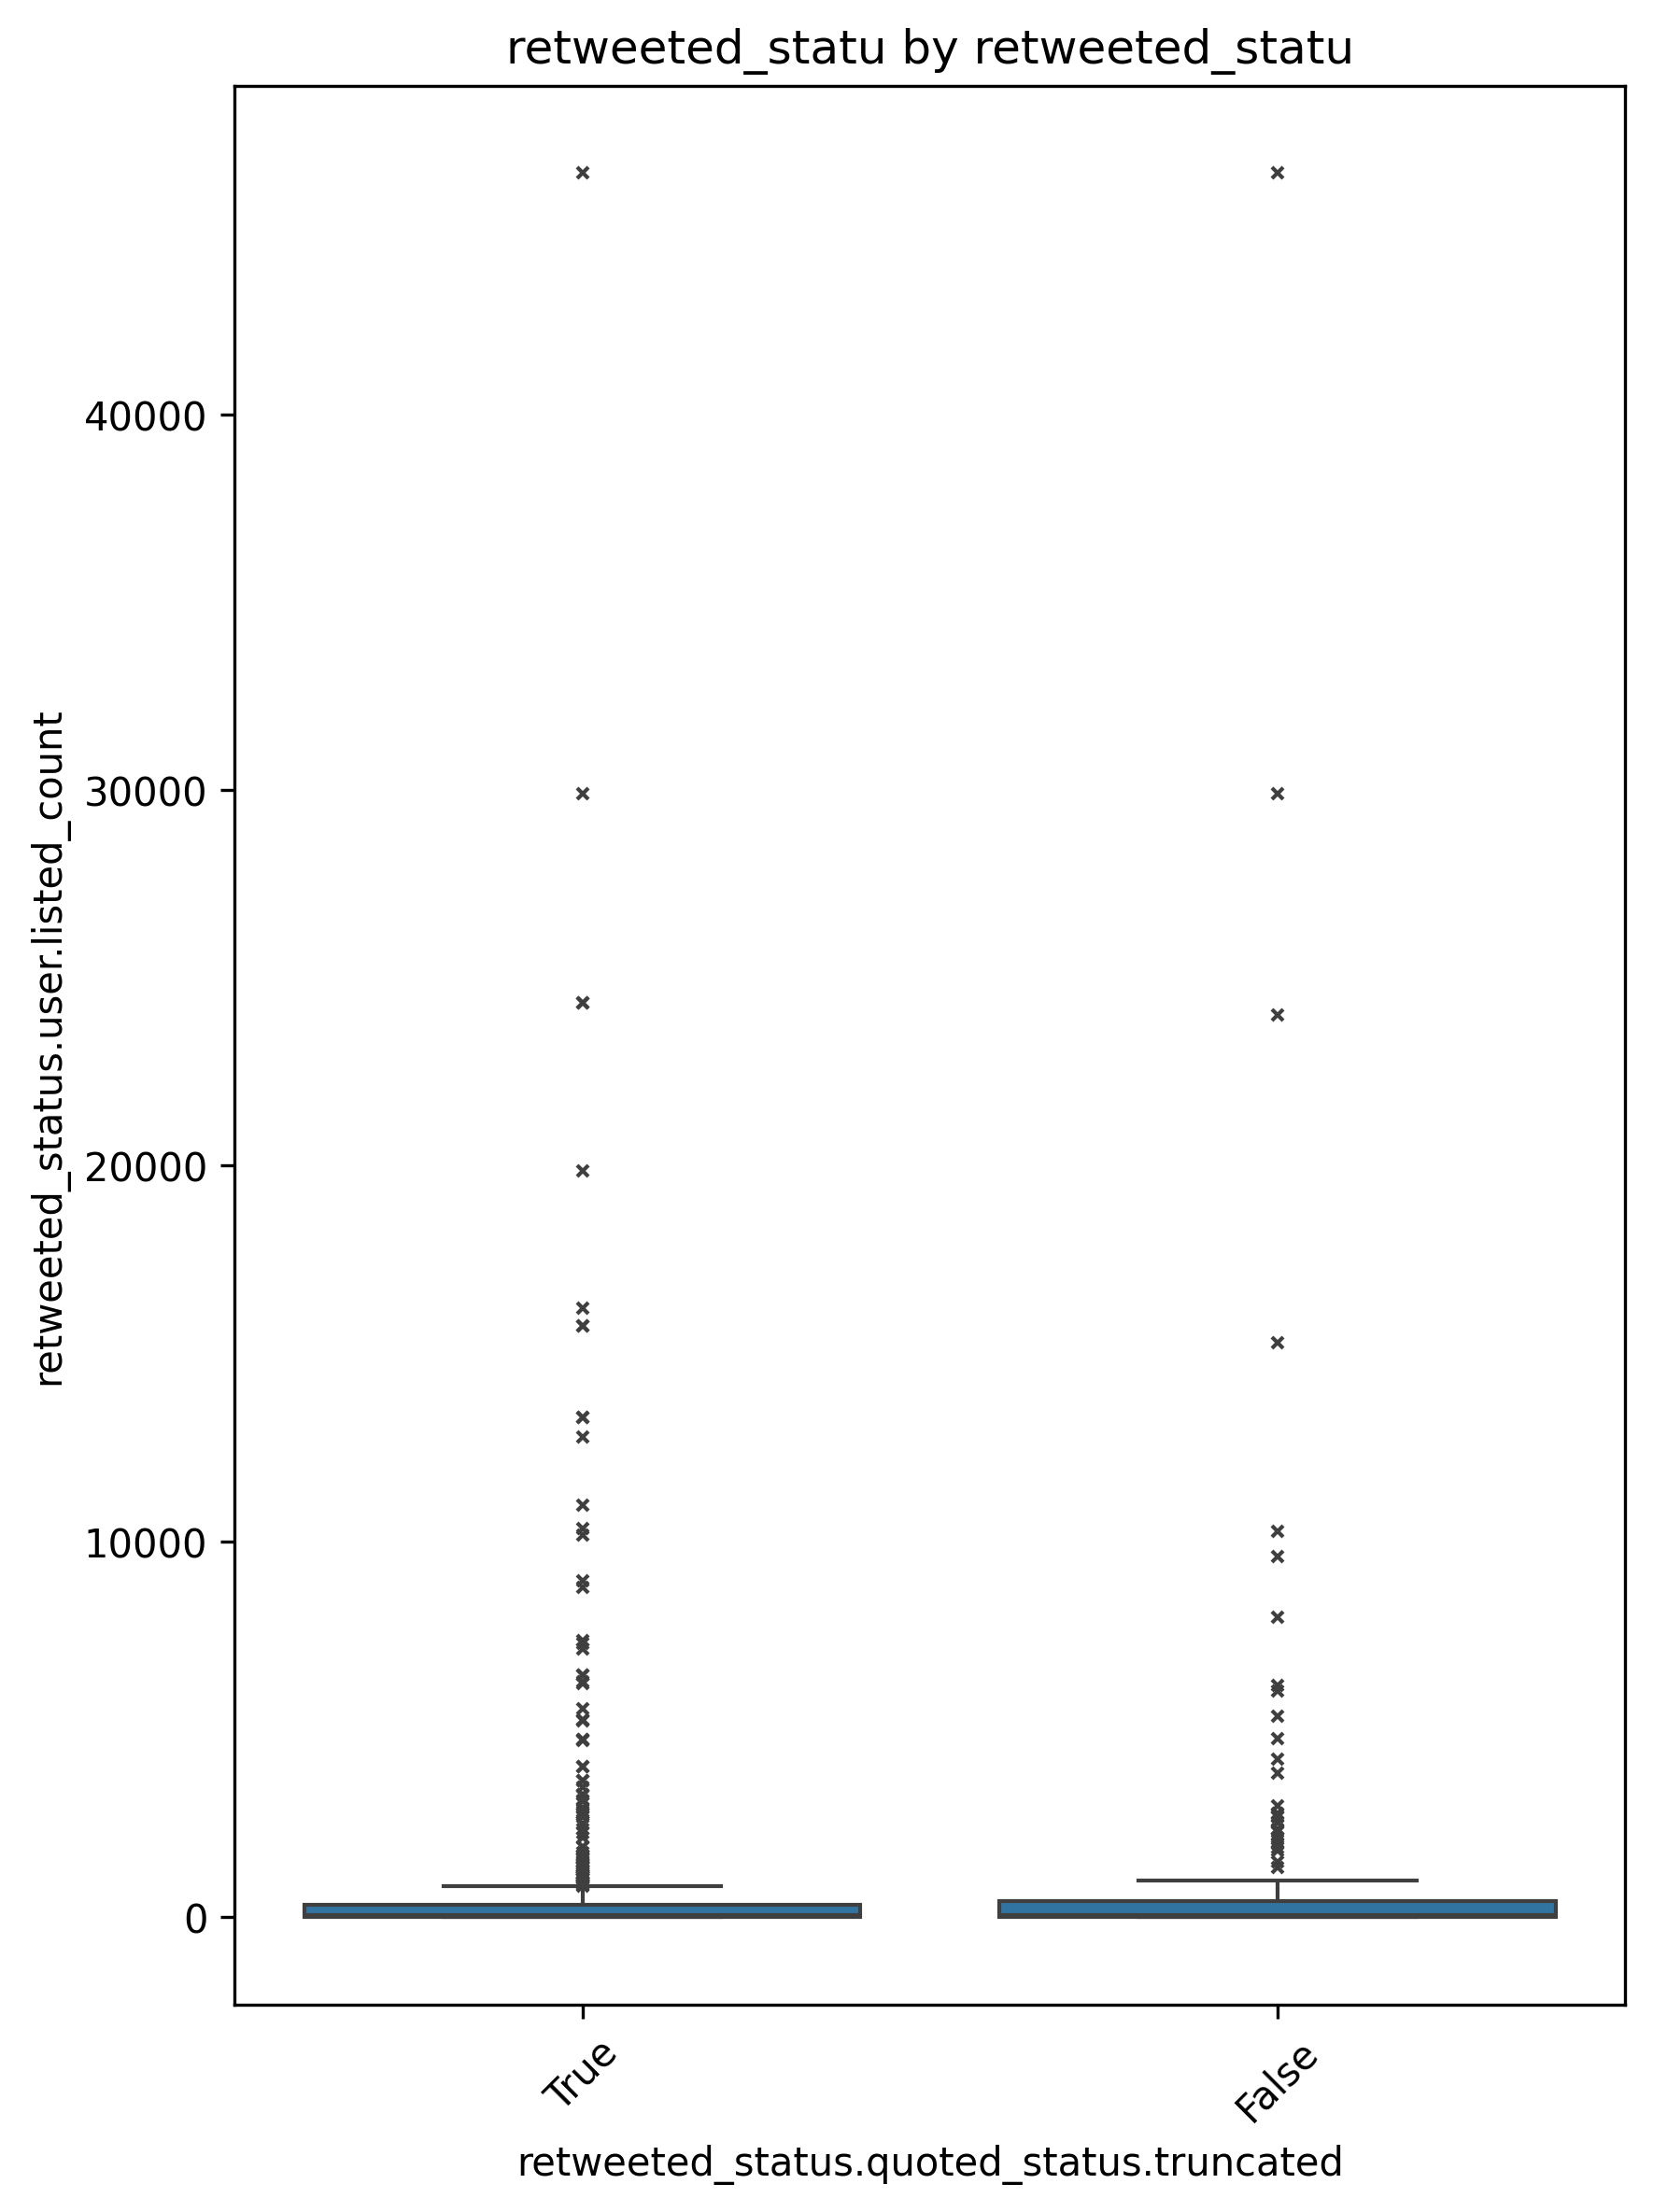 retweeted_statu by retweeted_statu
retweeted_status.user.listed_count
40000
30000
20000
10000
0
True
False
retweeted_status.quoted_status.truncated